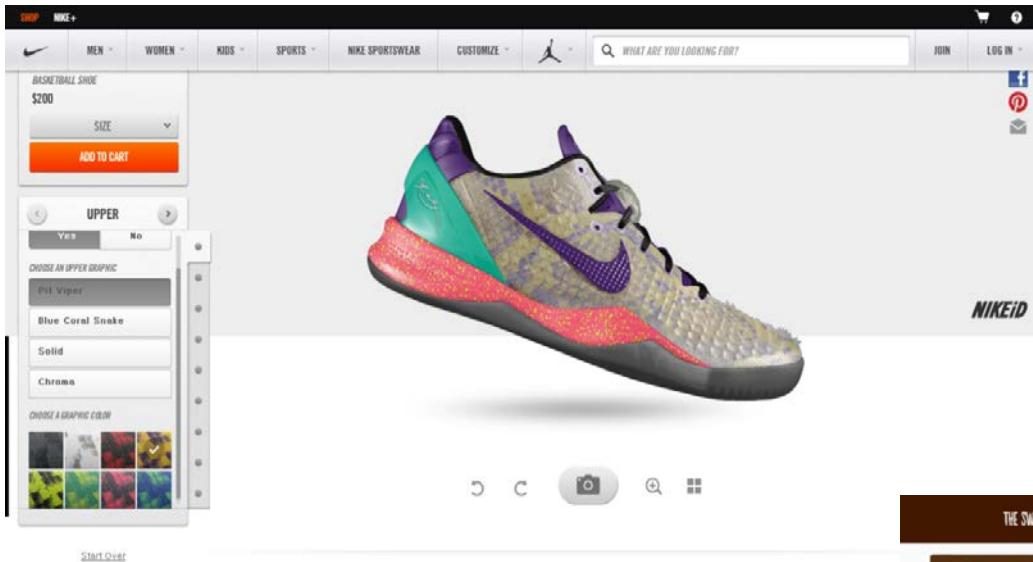 SHOP NIKE+
MEN WOMEN KIDS SPORTS NIKE SPORTSWEAR CUSTOMIZE WHAT ARE YOU LOOKING FOR? JOIN LOG IN
BASKETBALL SHOE
$200
SIZE
ADD TO CART
UPPER
Yes No
CHOOSE AN UPPER GRAPHIC
Pit Viper
Blue Coral Snake
Solid
Chroma
CHOOSE A GRAPHIC COLOR
NIKEiD
Start Over
THE SW